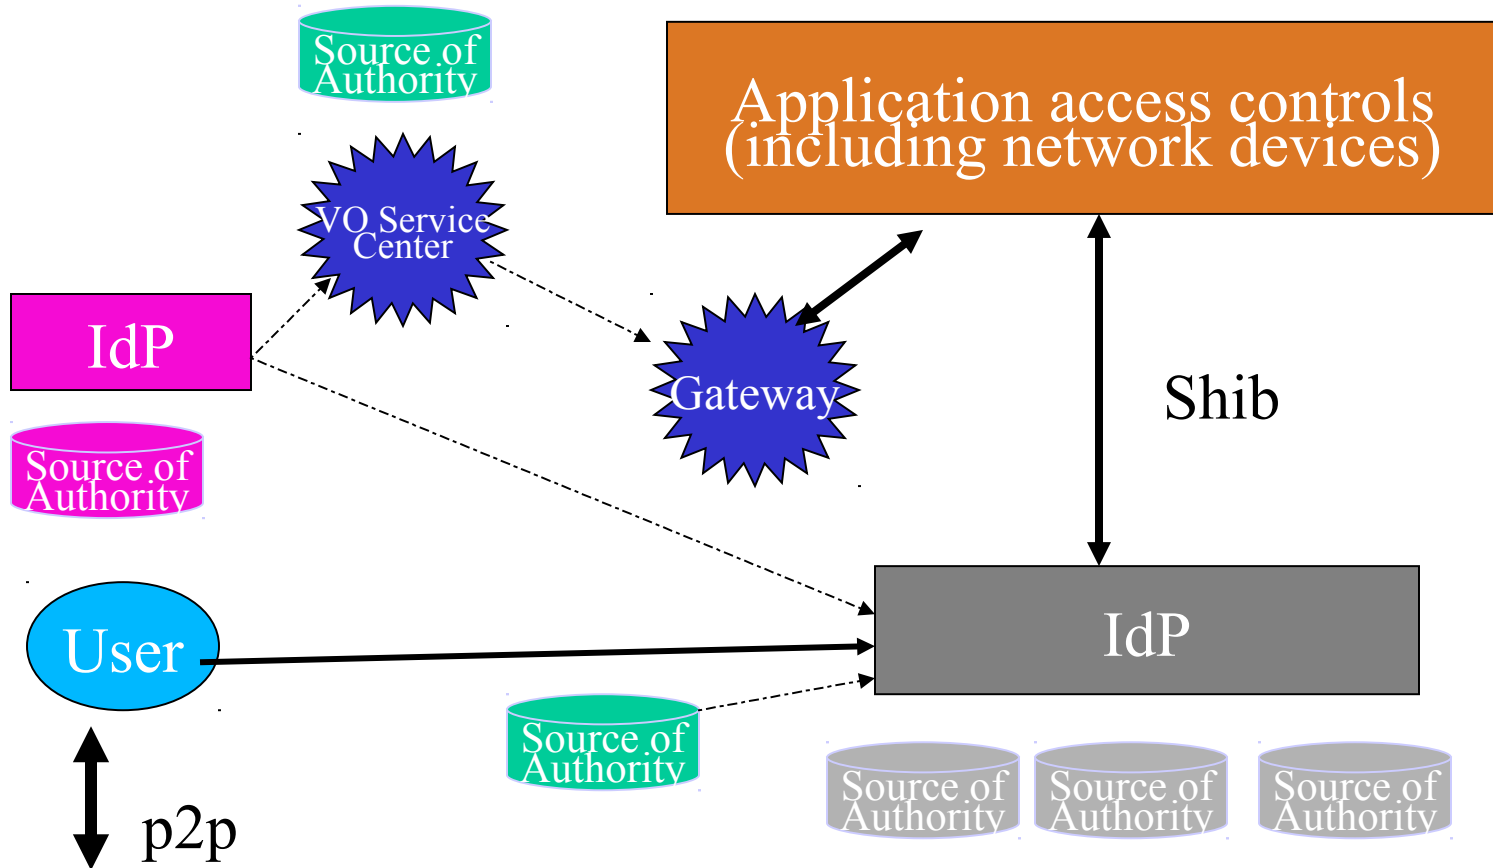 Source of
Authority
Application access controls
(including network devices)
VO Service
Center
IdP
Gateway
Shib
Source of
Authority
User
IdP
Source of
Authority
Source of
Authority
Source of
Authority
Source of
Authority
p2p